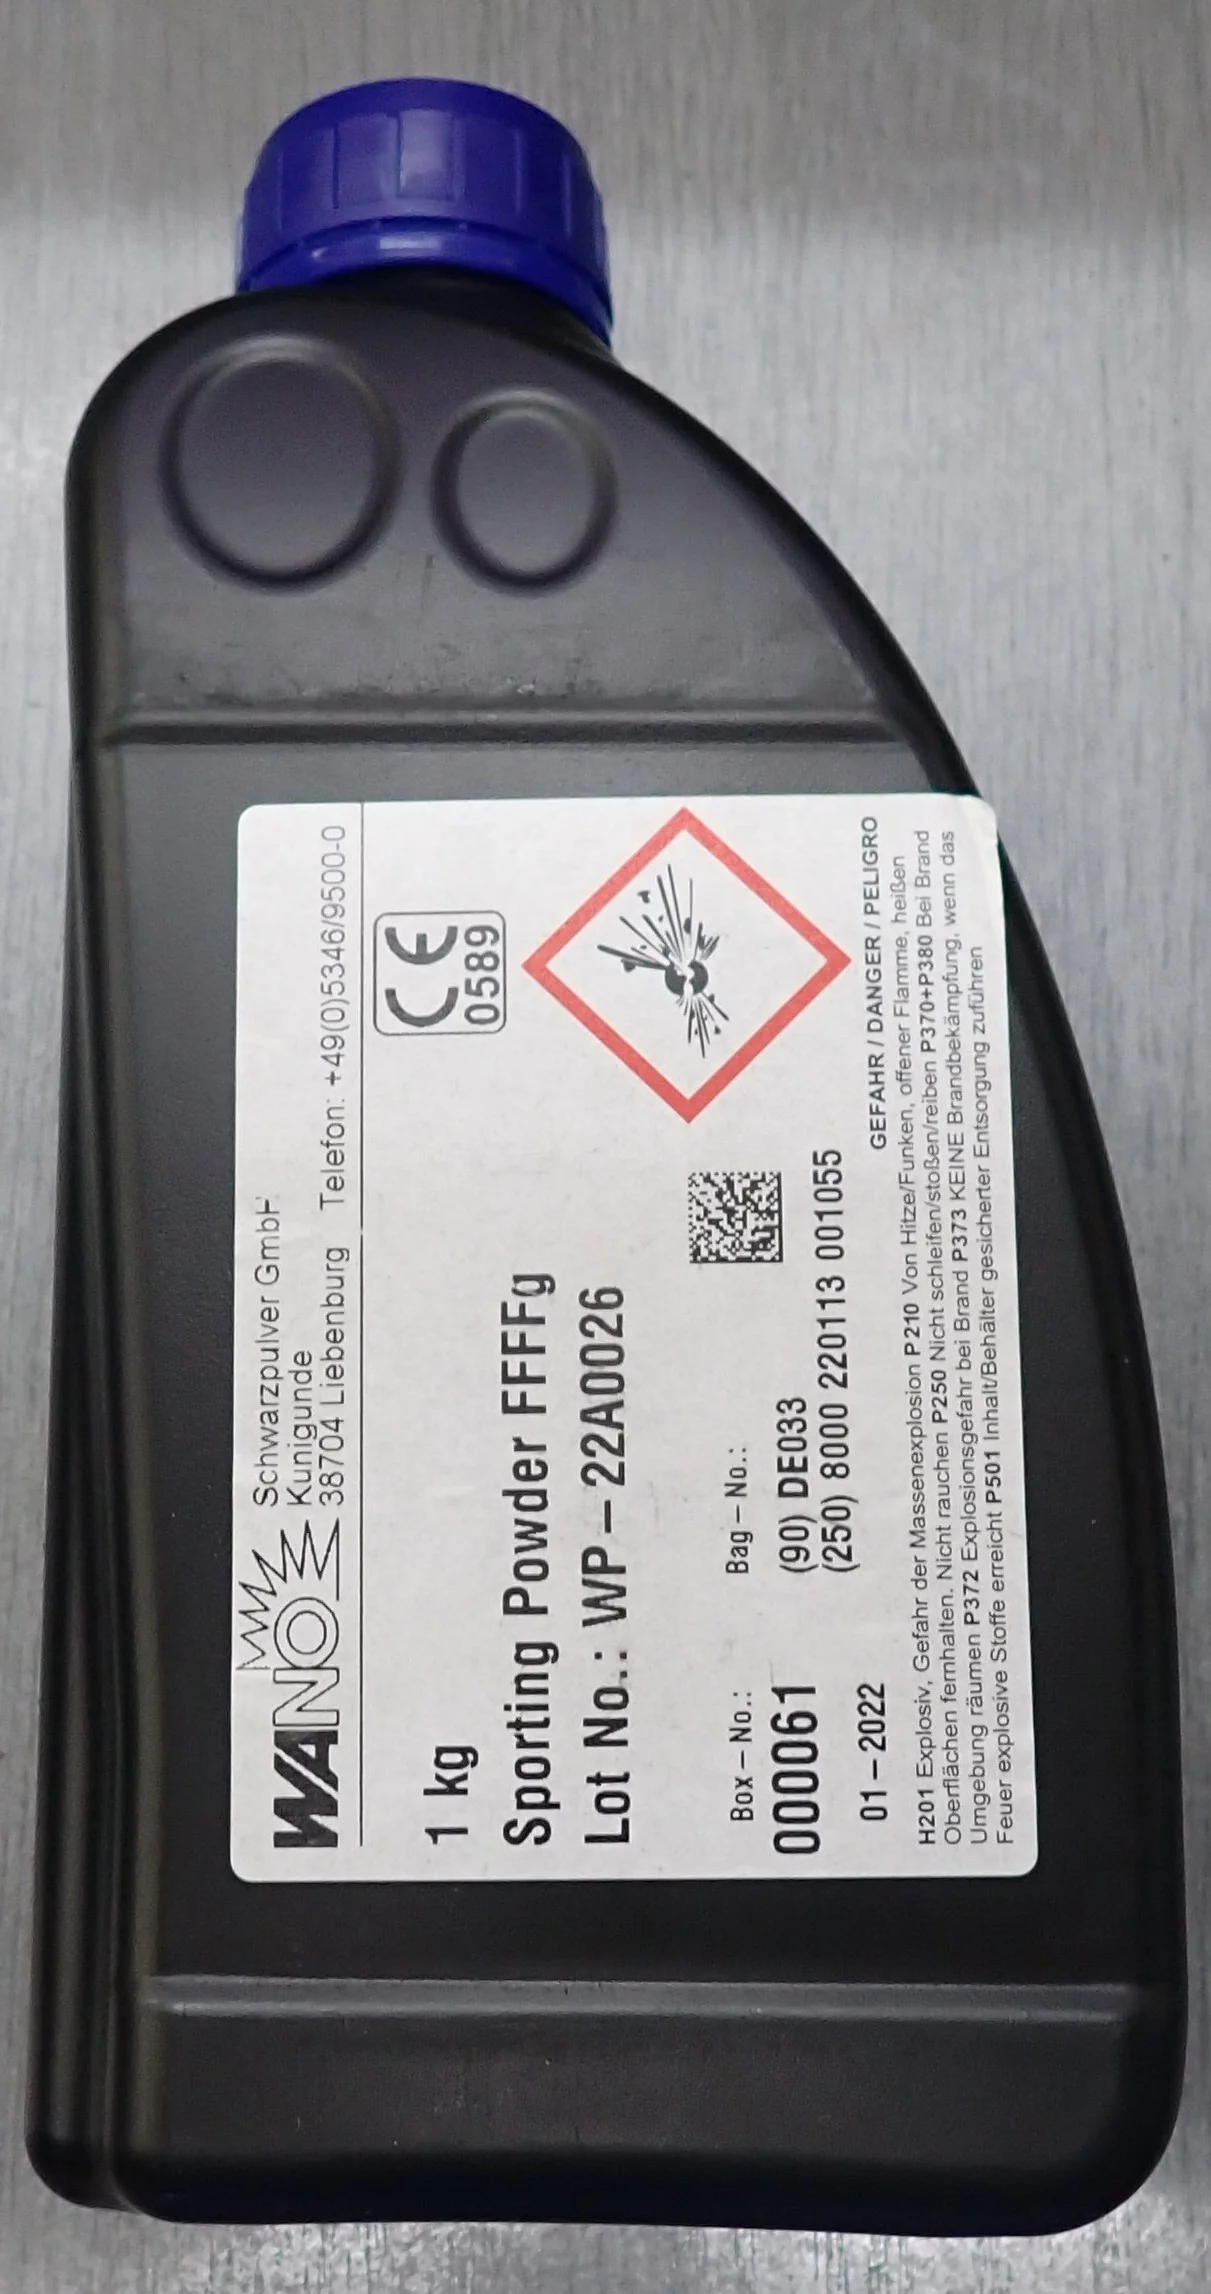 WANO
Schwarzpulver GmbH
Kunigunde
38704 Liebenburg Telefon: +49(0)5346/9500-0
1 kg
CE
0589
Sporting Powder FFFFg
Lot No.: WP – 22A0026
Box – No.: Bag – No.:
000061 (90) DE033
(250) 8000 220113 001055
01 – 2022
GEFAHR / DANGER / PELIGRO
H201 Explosiv, Gefahr der Massenexplosion P210 Von Hitze/Funken, offener Flamme, heißen
Oberflächen fernhalten. Nicht rauchen P250 Nicht schleifen/stoßen/reiben P370+P380 Bei Brand
Umgebung räumen P372 Explosionsgefahr bei Brand P373 KEINE Brandbekämpfung, wenn das
Feuer explosive Stoffe erreicht P501 Inhalt/Behälter gesicherter Entsorgung zuführen